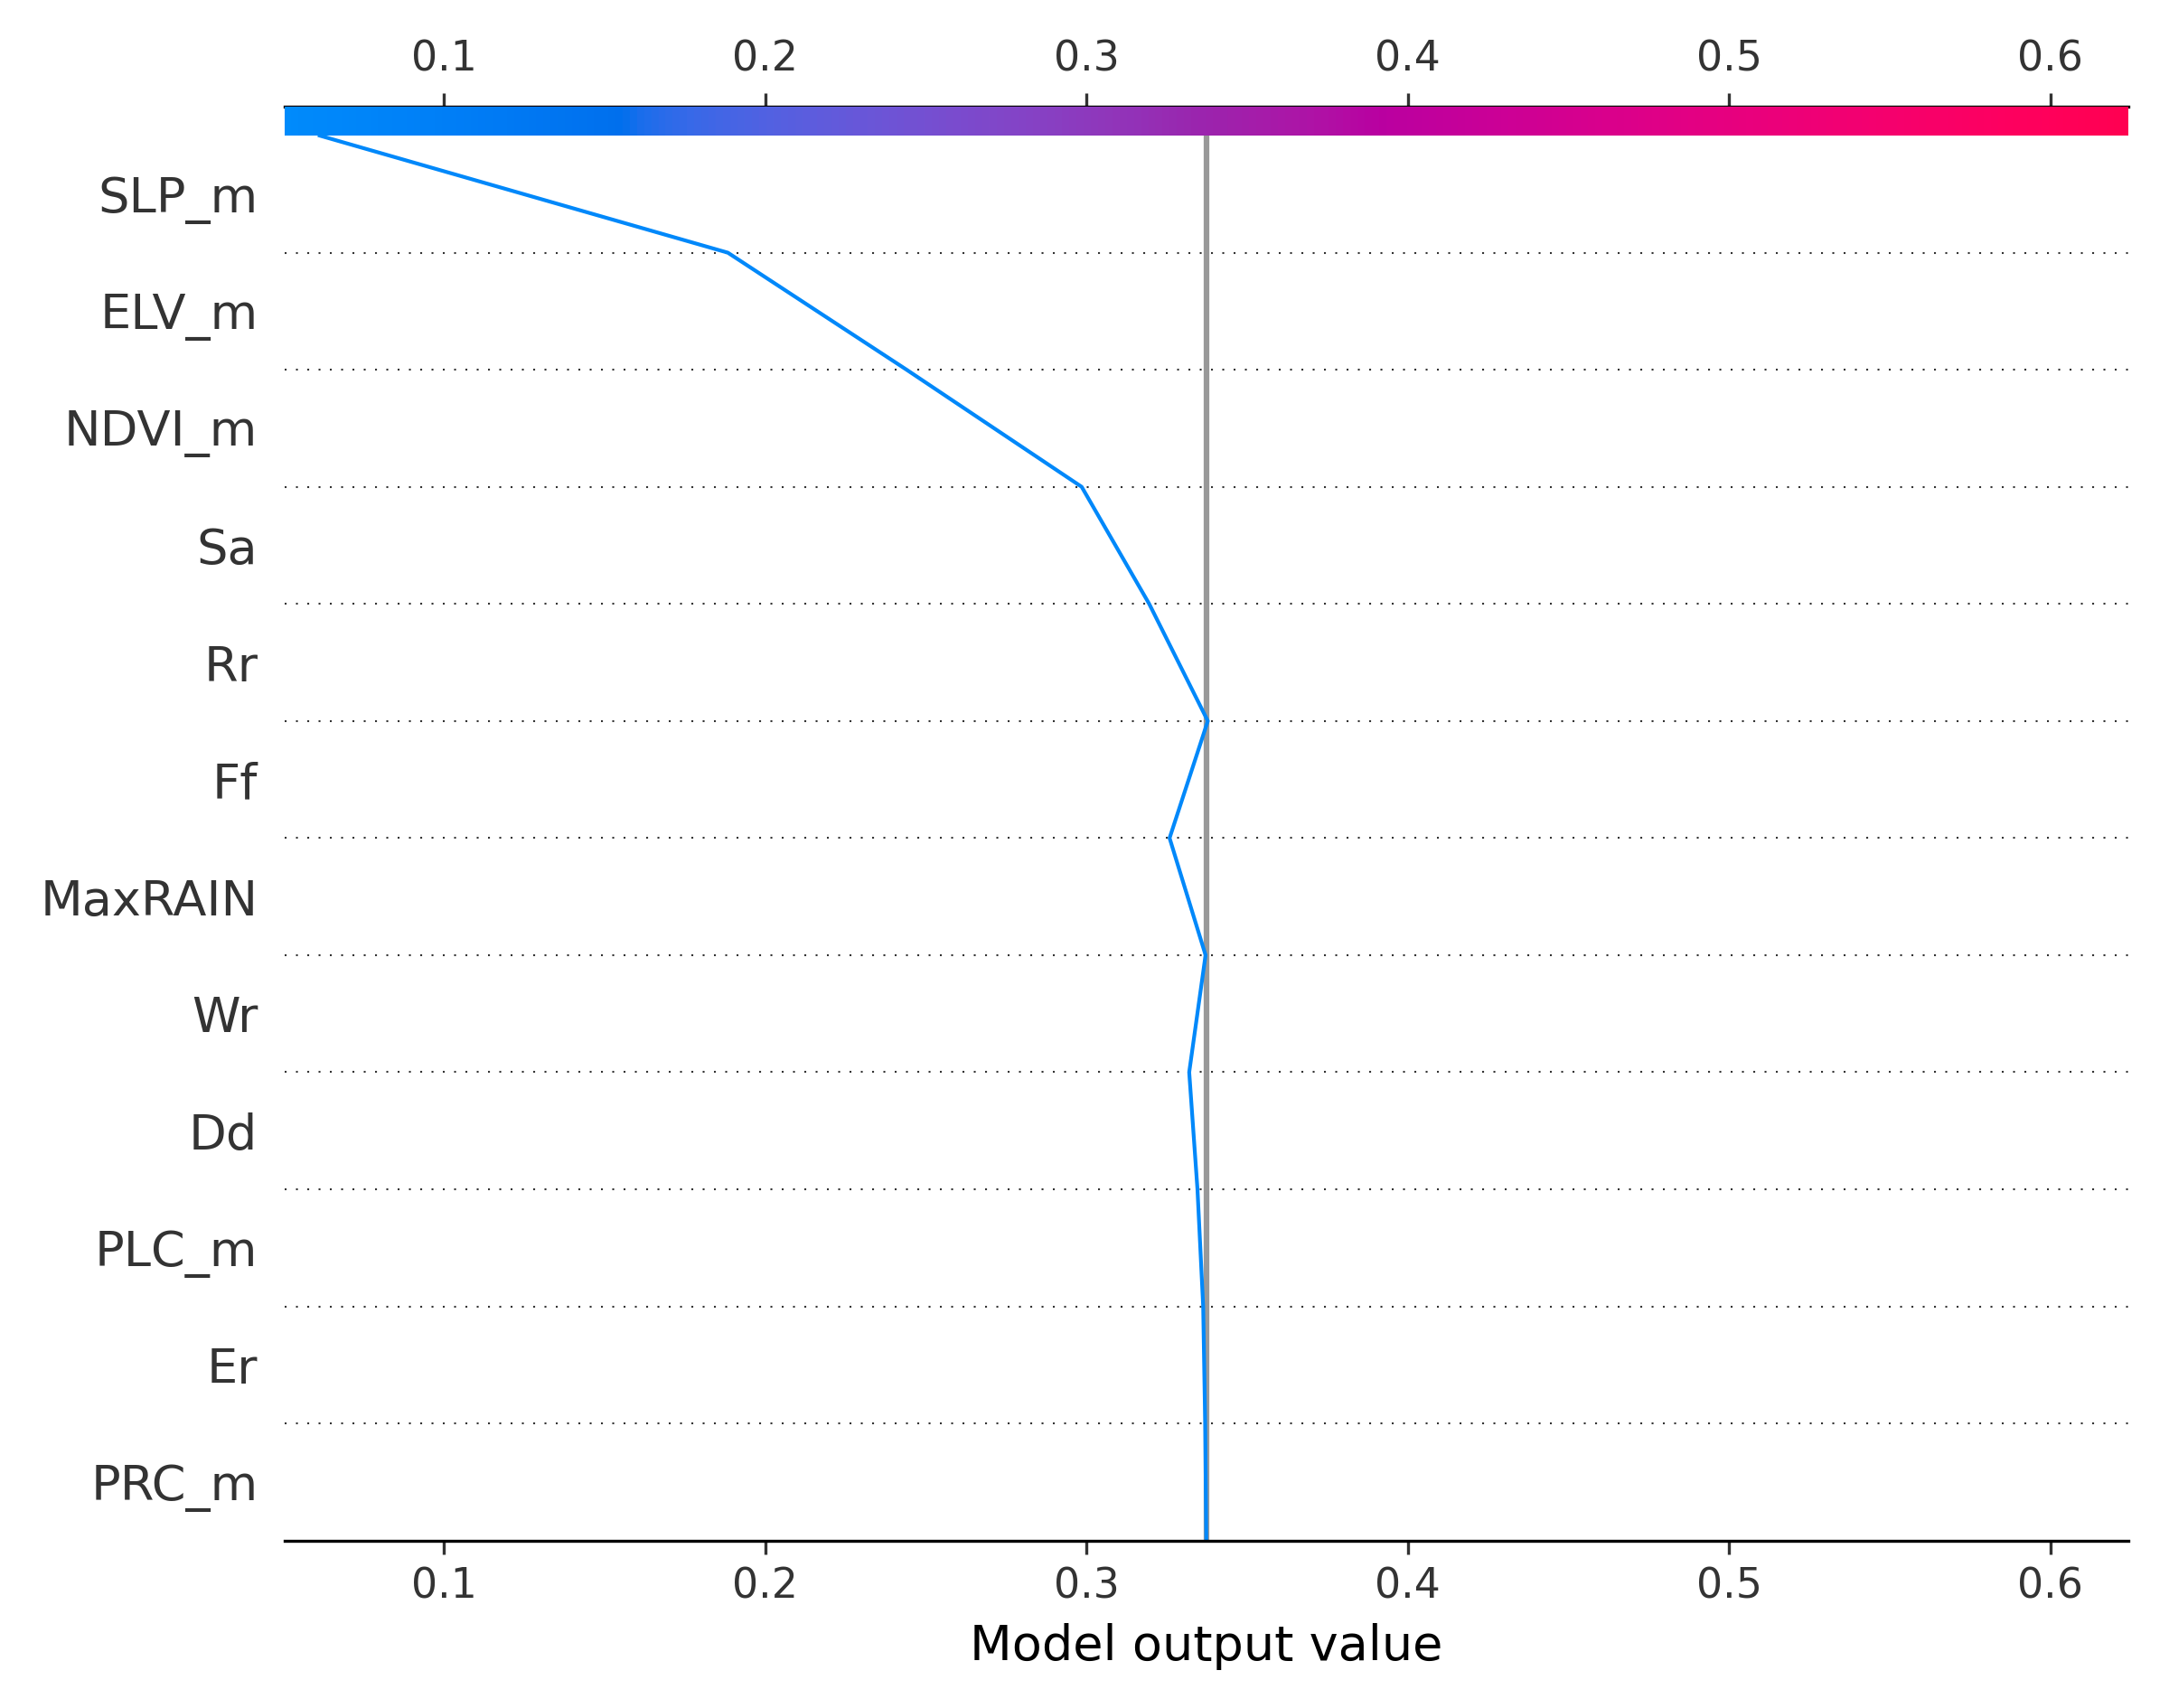 0.1 0.2 0.3 0.4 0.5 0.6
SLP_m
ELV_m
NDVI_m
Sa
Rr
Ff
MaxRAIN
Wr
Dd
PLC_m
Er
PRC_m
0.1 0.2 0.3 0.4 0.5 0.6
Model output value